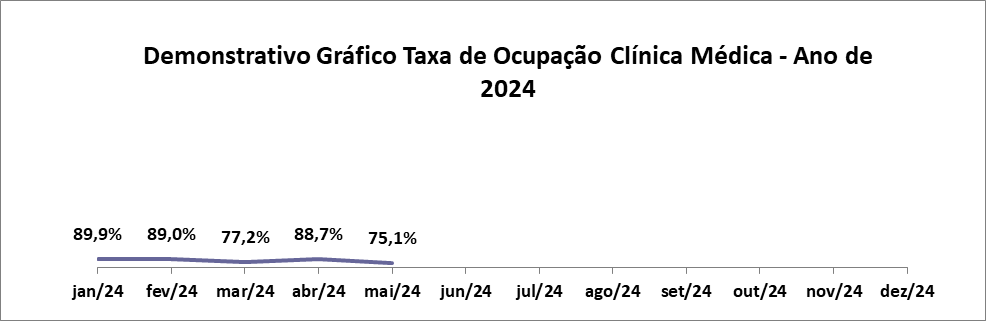 Demonstrativo Gráfico Taxa de Ocupação Clínica Médica - Ano de
2024
89,9% 89,0% 77,2% 88,7% 75,1%
jan/24 fev/24 mar/24 abr/24 mai/24 jun/24 jul/24 ago/24 set/24 out/24 nov/24 dez/24